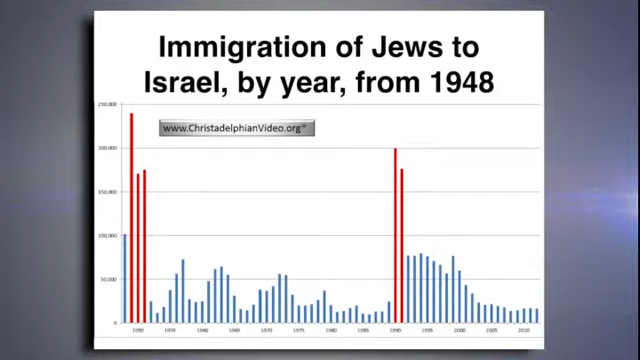 Immigration of Jews to
Israel, by year, from 1948
250,000
www.ChristadelphianVideo.org®
200,000
150,000
100,000
50,000
0
1950 1955 1960 1965 1970 1975 1980 1985 1990 1995 2000 2005 2010